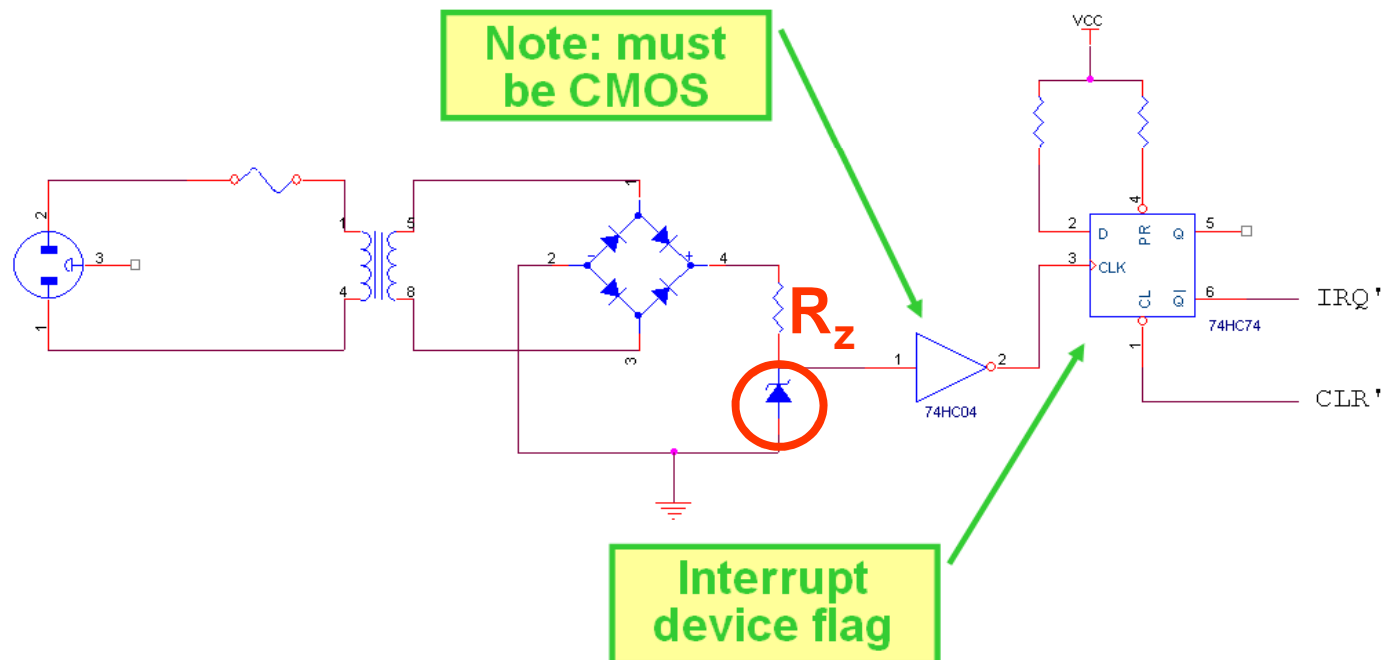 Note: must
be CMOS
VCC
2
3
1
1
4
5
8
1
2
-
+
4
3
Rz
1
2
74HC04
2
D
3
CLK
4
PR
Q
5
CL
Q
6
1
74HC74
IRQ'
CLR'
Interrupt
device flag